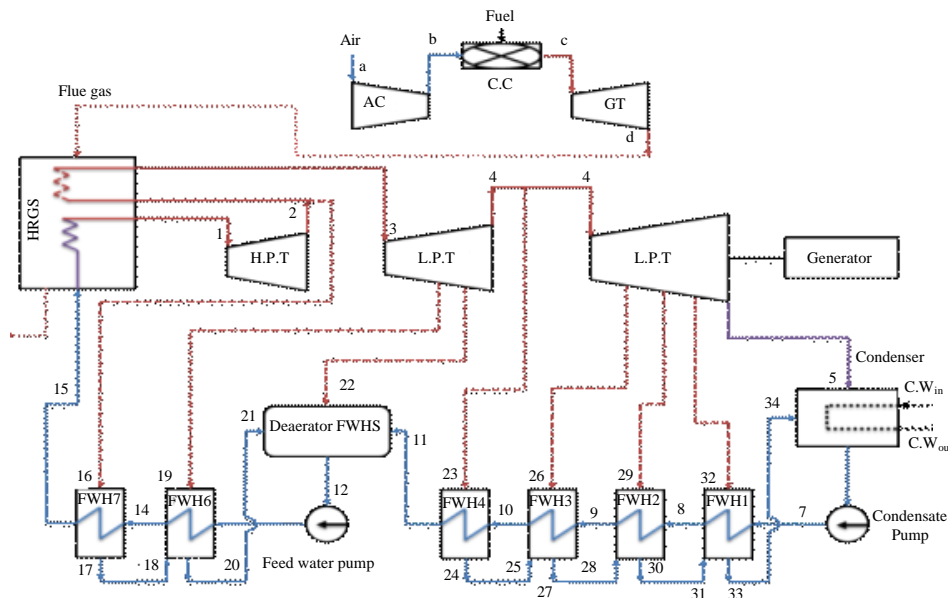 Fuel
Air
b
c
a
C.C
AC
GT
Flue gas
d
HRGS
4
4
2
1
3
H.P.T
L.P.T
L.P.T
Generator
Condenser
5
C.W in
C.W ou
15
22
21
Deaerator FWHS
11
34
16
19
12
23
26
29
32
FWH7
14
FWH6
FWH4
10
FWH3
9
FWH2
8
FWH1
7
Condensate
Pump
17
18
20
Feed water pump
24
25
27
28
30
31
33